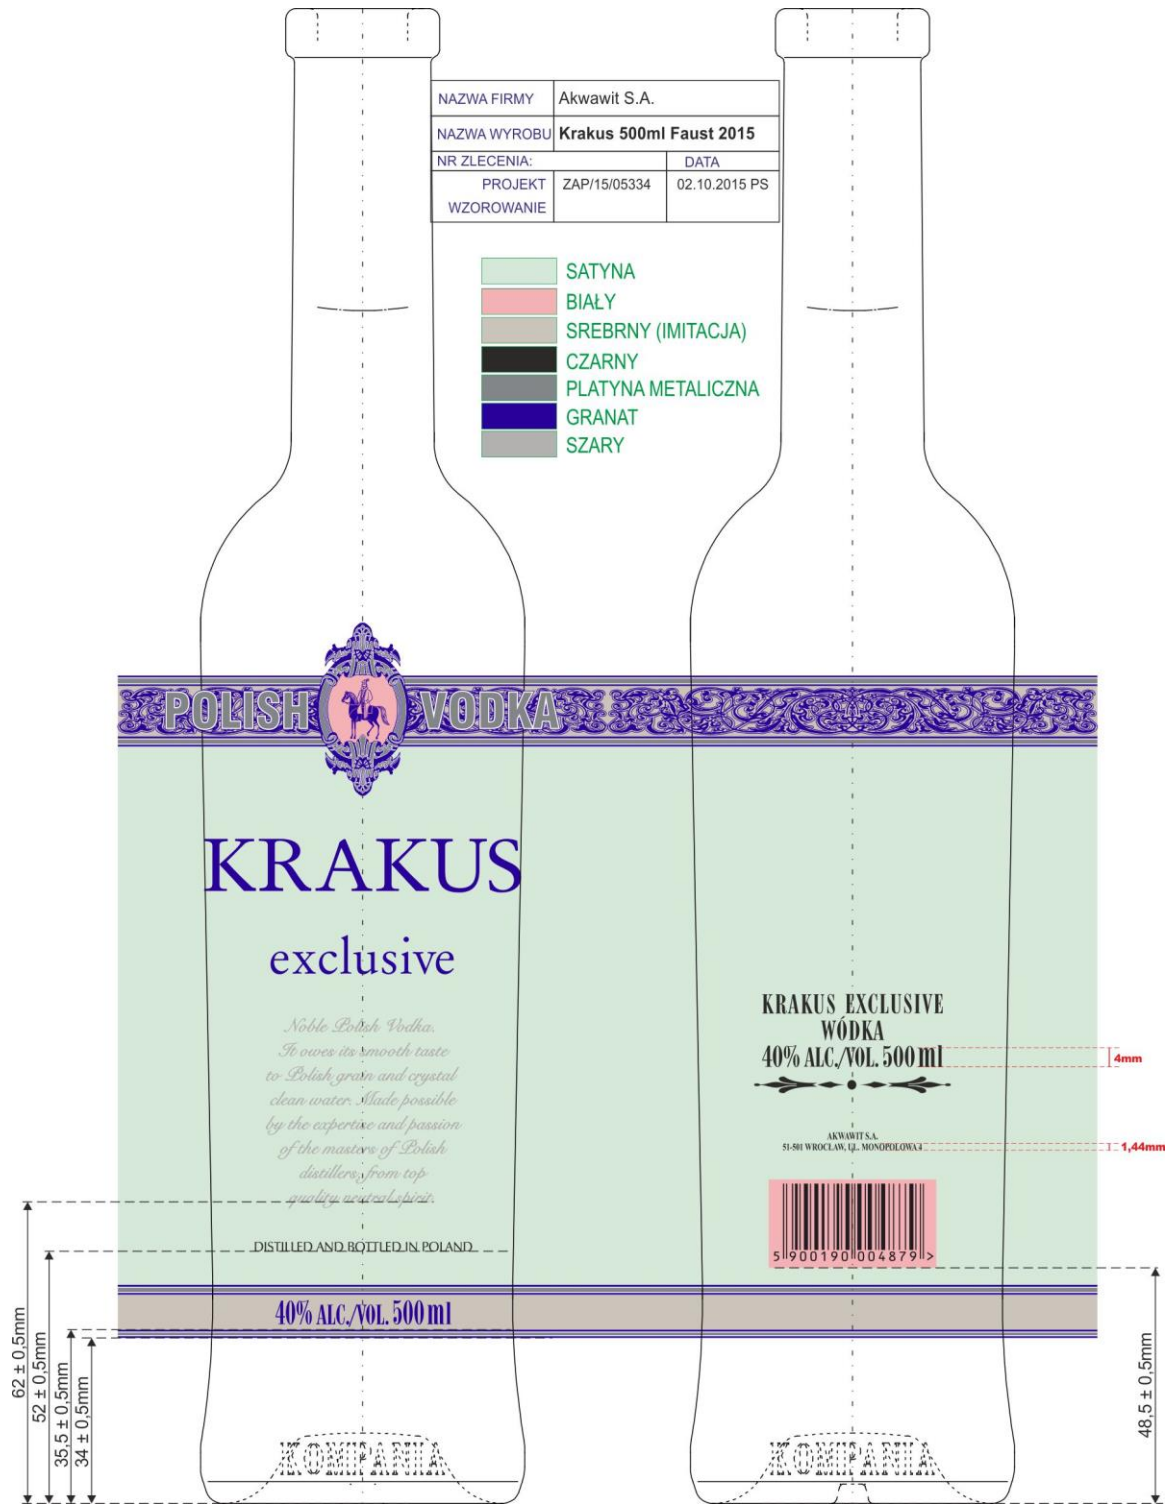 NAZWA FIRMY Akwawit S.A.
NAZWA WYROBU Krakus 500ml Faust 2015
NR ZLECENIA: DATA
PROJEKT ZAP/15/05334 02.10.2015 PS
WZOROWANIE
SATYNA
BIAŁY
SREBRNY (IMITACJA)
CZARNY
PLATYNA METALICZNA
GRANAT
SZARY
POLISH VODKA
KRAKUS
exclusive
Noble Polish Vodka.
It owes its smooth taste
to Polish grain and crystal
clean water. Made possible
by the expertise and passion
of the masters of Polish
distillers, from top
quality neutral spirit.
DISTILLED AND BOTTLED IN POLAND
40% ALC./VOL. 500 ml
KOMPANIA
62 ± 0,5mm
52 ± 0,5mm
35,5 ± 0,5mm
34 ± 0,5mm
KRAKUS EXCLUSIVE
WÓDKA
40% ALC./VOL. 500 ml
4mm
AKWAWIT S.A.
51-501 WROCŁAW, UL. MONOPOLOWA 4
1,44mm
5 900190 004879 >
KOMPANIA
48,5 ± 0,5mm